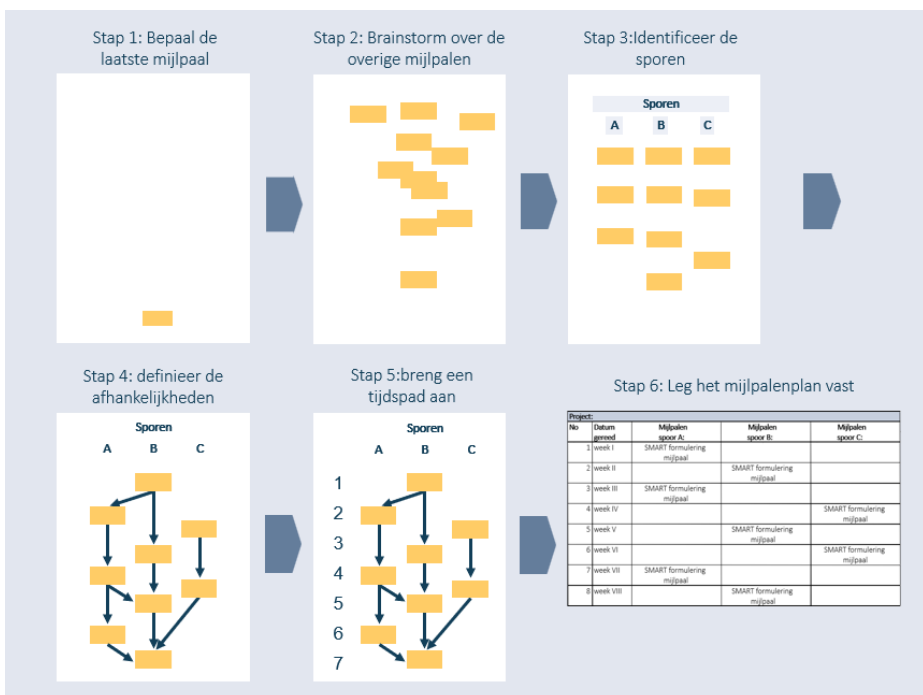 Stap 1: Bepaal de
laatste mijlpaal
Stap 2: Brainstorm over de
overige mijlpalen
Stap 3:Identificeer de
sporen
Sporen
A B C
Stap 4: definieer de
afhankelijkheden
Sporen
A B C
Stap 5:breng een
tijdspad aan
Sporen
A B C
1
2
3
4
5
6
7
Stap 6: Leg het mijlpalenplan vast
Project:
No Datum gereed Mijlpalen spoor A: Mijlpalen spoor B: Mijlpalen spoor C:
1 week I SMART formulering mijlpaal
2 week II SMART formulering mijlpaal
3 week III SMART formulering mijlpaal
4 week IV SMART formulering mijlpaal
5 week V SMART formulering mijlpaal
6 week VI SMART formulering mijlpaal
7 week VII SMART formulering mijlpaal
8 week VIII SMART formulering mijlpaal